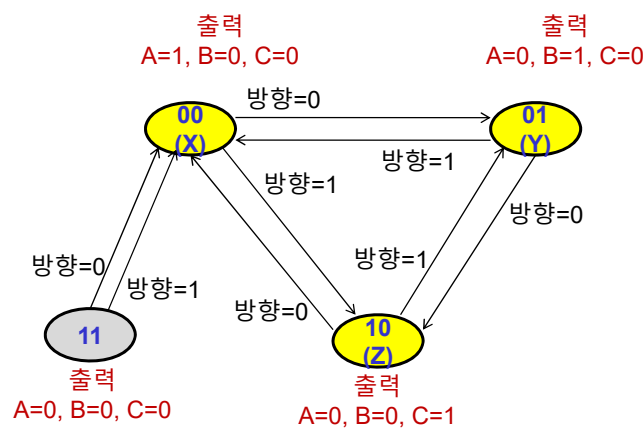 출력
A=1, B=0, C=0
출력
A=0, B=1, C=0
00
(X)
방향=0
01
(Y)
방향=1
방향=1
방향=0
방향=0
방향=1
방향=1
방향=0
11
10
(Z)
출력
A=0, B=0, C=0
출력
A=0, B=0, C=1